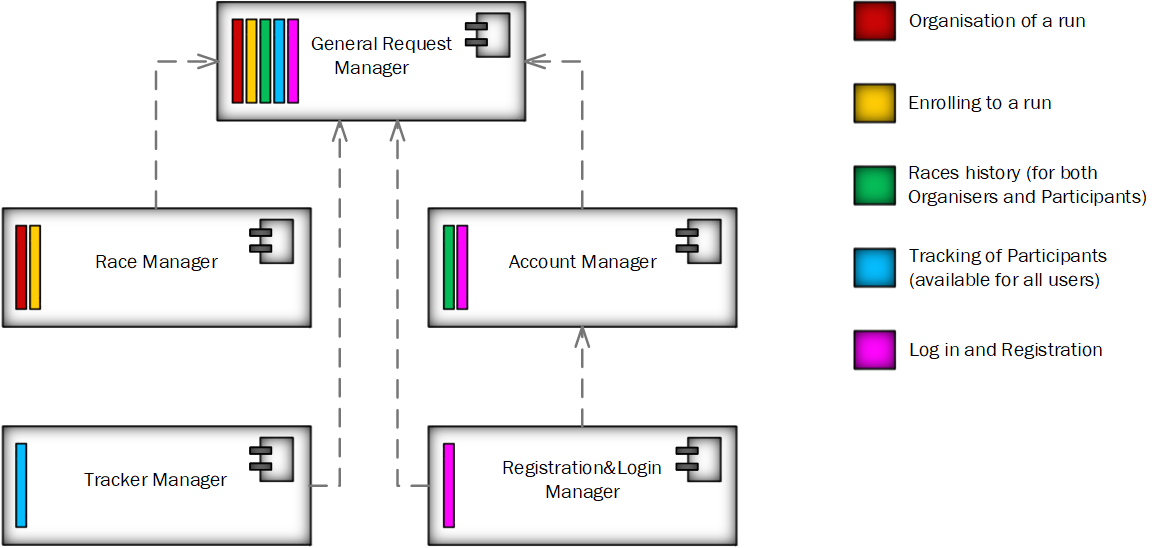 General Request
Manager
Race Manager
Account Manager
Tracker Manager
Registration&Login
Manager
Organisation of a run
Enrolling to a run
Races history (for both
Organisers and Participants)
Tracking of Participants
(available for all users)
Log in and Registration